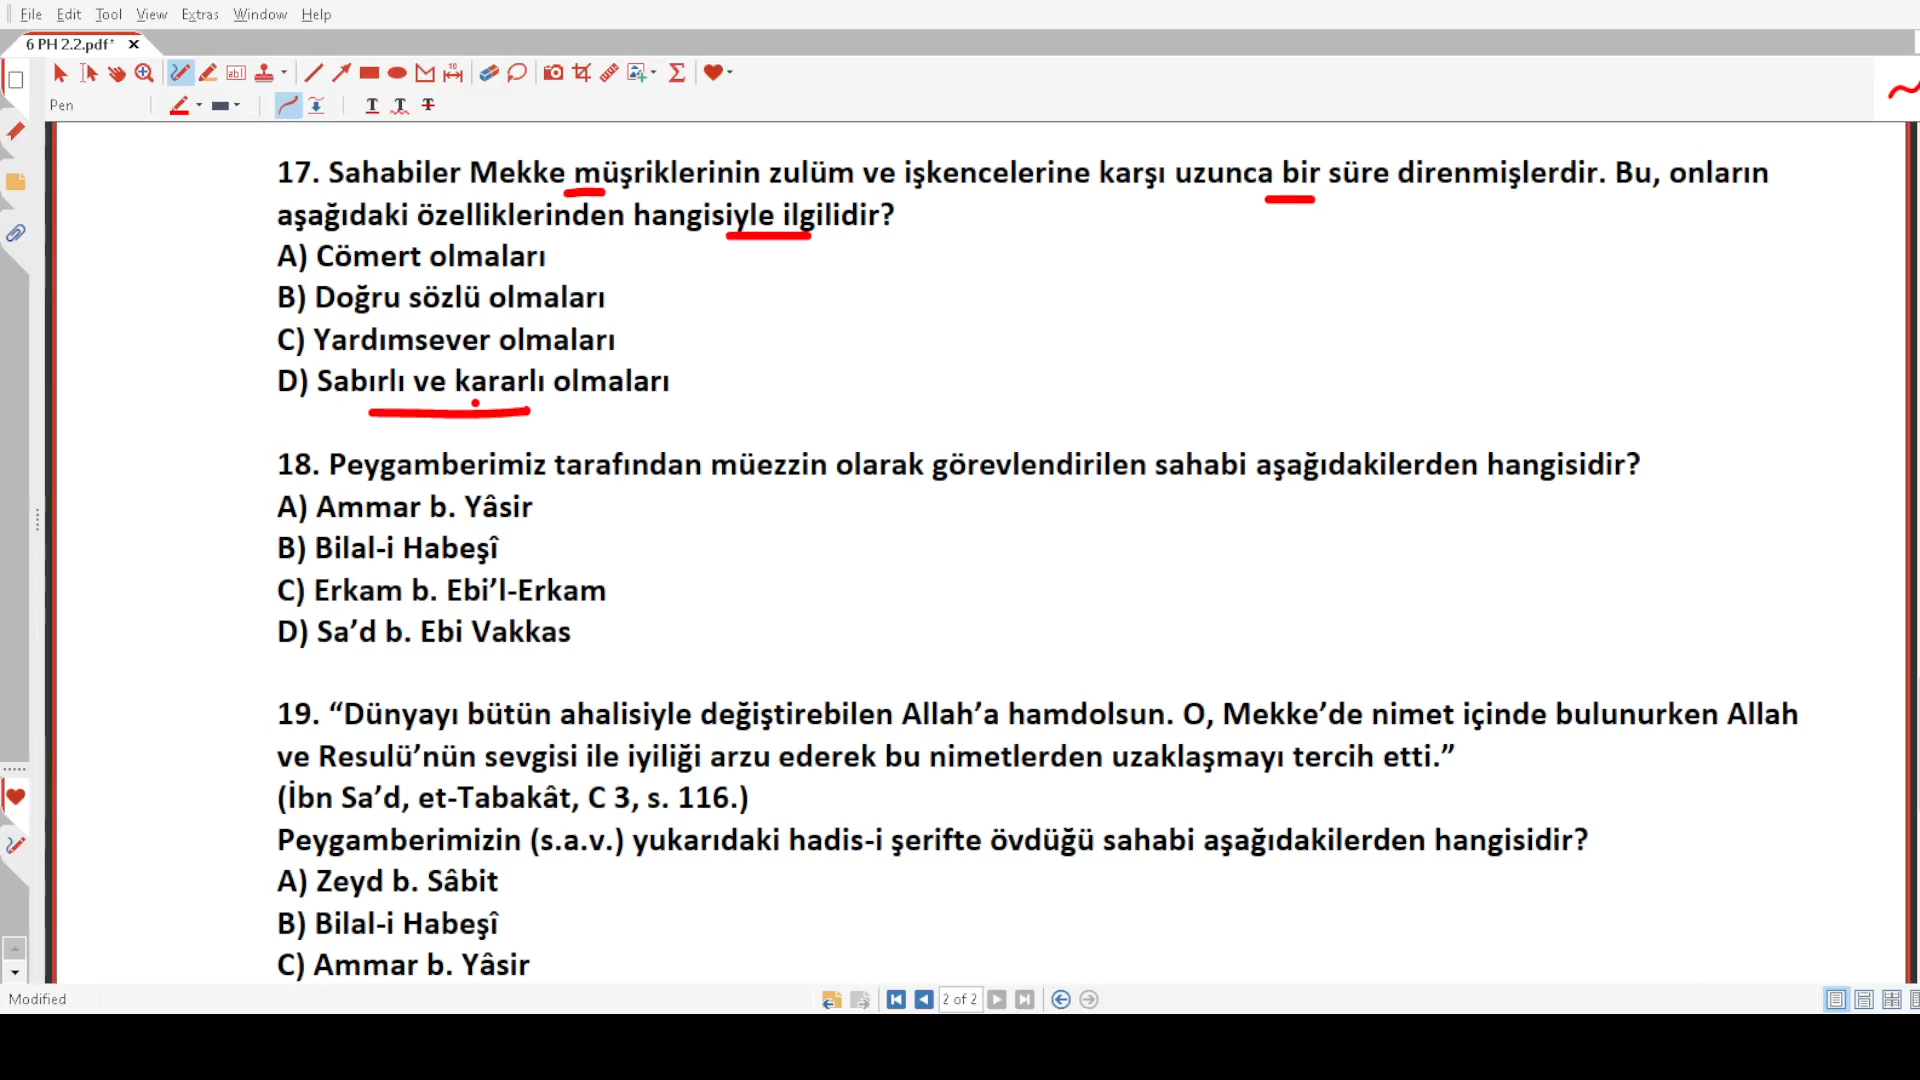 File Edit Tool View Extras Window Help
6 PH 2.2.pdf*
Pen
17. Sahabiler Mekke müşriklerinin zulüm ve işkencelerine karşı uzunca bir süre direnmişlerdir. Bu, onların
aşağıdaki özelliklerinden hangisiyle ilgilidir?
A) Cömert olmaları
B) Doğru sözlü olmaları
C) Yardımsever olmaları
D) Sabırlı ve kararlı olmaları
18. Peygamberimiz tarafından müezzin olarak görevlendirilen sahabi aşağıdakilerden hangisidir?
A) Ammar b. Yâsir
B) Bilal-i Habeşî
C) Erkam b. Ebi’l-Erkam
D) Sa’d b. Ebi Vakkas
19. “Dünyayı bütün ahalisiyle değiştirebilen Allah’a hamdolsun. O, Mekke’de nimet içinde bulunurken Allah
ve Resulü’nün sevgisi ile iyiliği arzu ederek bu nimetlerden uzaklaşmayı tercih etti.”
(İbn Sa’d, et-Tabakât, C 3, s. 116.)
Peygamberimizin (s.a.v.) yukarıdaki hadis-i şerifte övdüğü sahabi aşağıdakilerden hangisidir?
A) Zeyd b. Sâbit
B) Bilal-i Habeşî
C) Ammar b. Yâsir
Modified
2 of 2